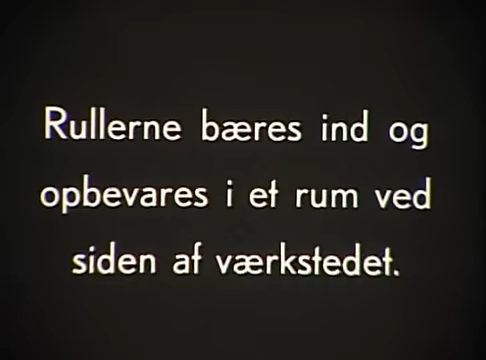 Rullerne bæres ind og
opbevares i et rum ved
siden af værkstedet.